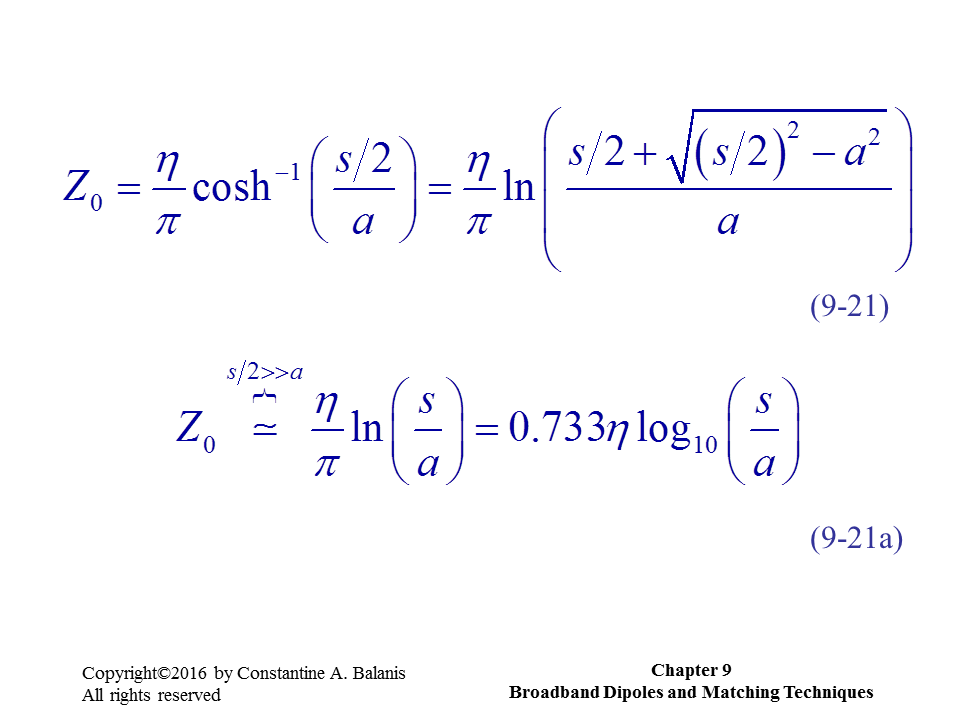 Z₀ = η/π cosh⁻¹((s/2)/a) = η/π ln((s/2 + √((s/2)² − a²))/a)
(9-21)
s/2>>a
Z₀ ≃ η/π ln(s/a) = 0.733η log₁₀(s/a)
(9-21a)
Copyright©2016 by Constantine A. Balanis
All rights reserved
Chapter 9
Broadband Dipoles and Matching Techniques